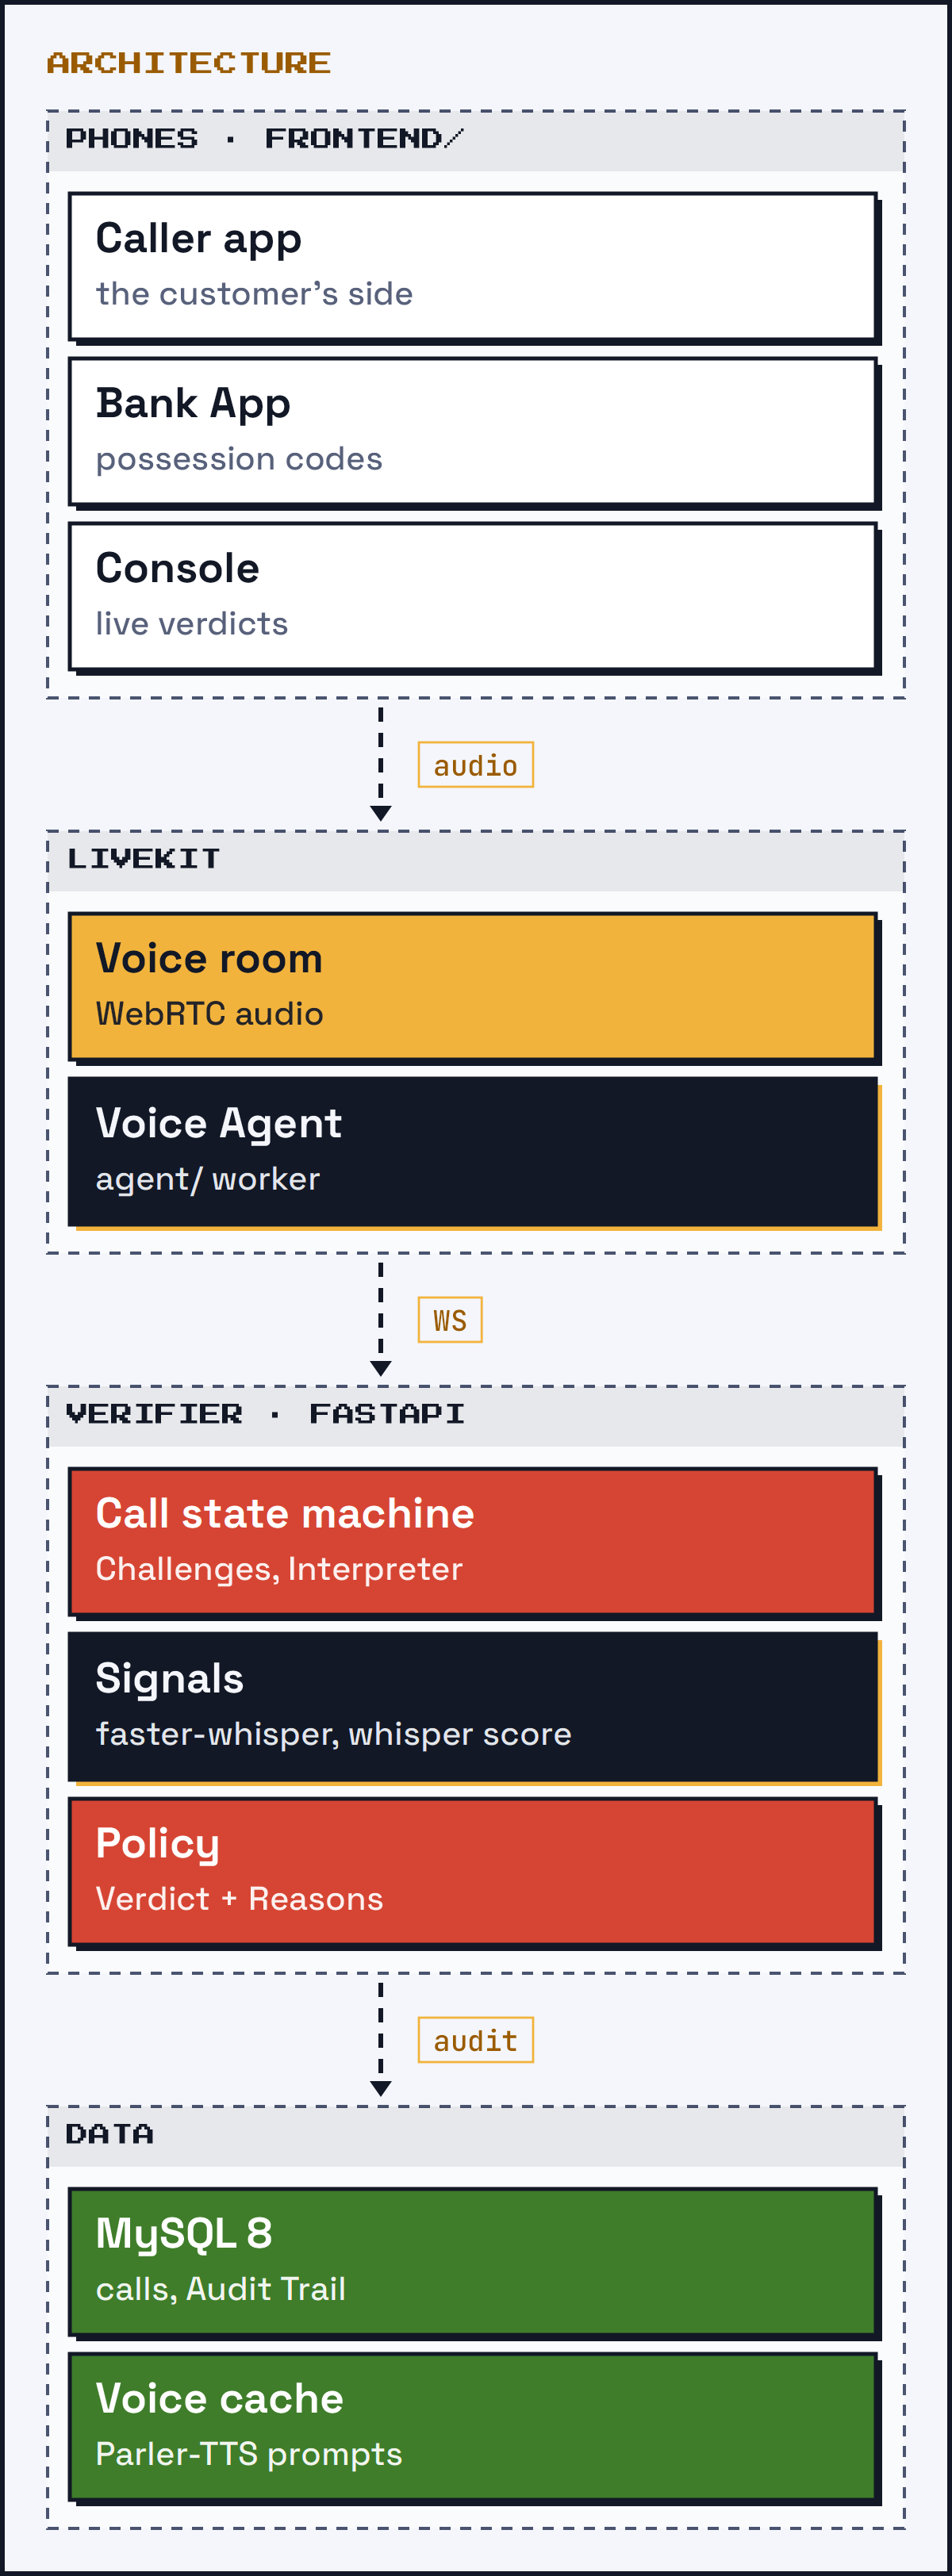 ARCHITECTURE
PHONES · FRONTEND/
Caller app
the customer’s side
Bank App
possession codes
Console
live verdicts
audio
LIVEKIT
Voice room
WebRTC audio
Voice Agent
agent/ worker
WS
VERIFIER · FASTAPI
Call state machine
Challenges, Interpreter
Signals
faster-whisper, whisper score
Policy
Verdict + Reasons
audit
DATA
MySQL 8
calls, Audit Trail
Voice cache
Parler-TTS prompts